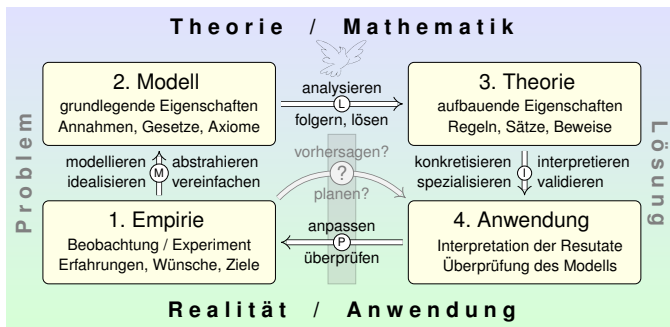 Theorie / Mathematik
2. Modell
grundlegende Eigenschaften
Annahmen, Gesetze, Axiome
analysieren
L
folgern, lösen
3. Theorie
aufbauende Eigenschaften
Regeln, Sätze, Beweise
Problem
Lösung
modellieren abstrahieren
M
idealisieren vereinfachen
vorhersagen?
?
planen?
konkretisieren interpretieren
I
spezialisieren validieren
1. Empirie
Beobachtung / Experiment
Erfahrungen, Wünsche, Ziele
anpassen
P
überprüfen
4. Anwendung
Interpretation der Resutate
Überprüfung des Modells
Realität / Anwendung